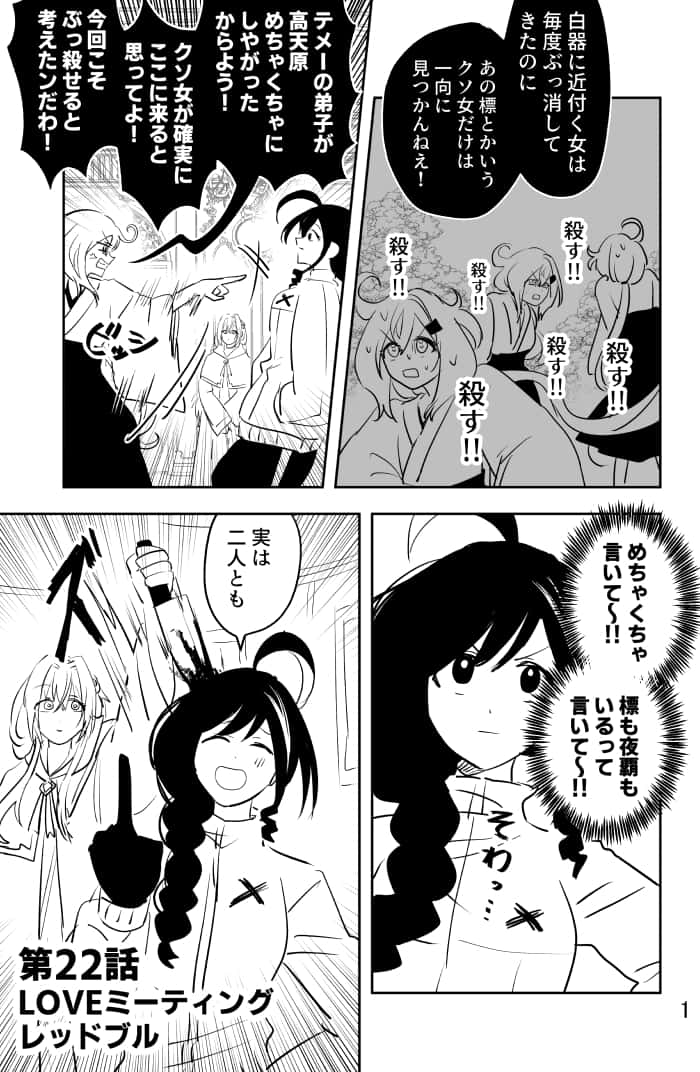 白器に近付く女は
毎度ぶっ消して
きたのに
あの標とかいう
クソ女だけは
一向に
見つかんねえ！
殺す!!
殺す!!
殺す!!
殺す!!
殺す!!
殺す!!
テメーの弟子が
高天原
めちゃくちゃに
しやがった
からよう！
クソ女が確実に
ここに来ると
思ってよ！
今回こそ
ぶっ殺せると
考えたンだわ！
ビシッ
めちゃくちゃ
言いて〜!!
標も夜覇も
いるって
言いて〜!!
そわっ…
実は
二人とも
第22話
LOVEミーティング
レッドブル
1